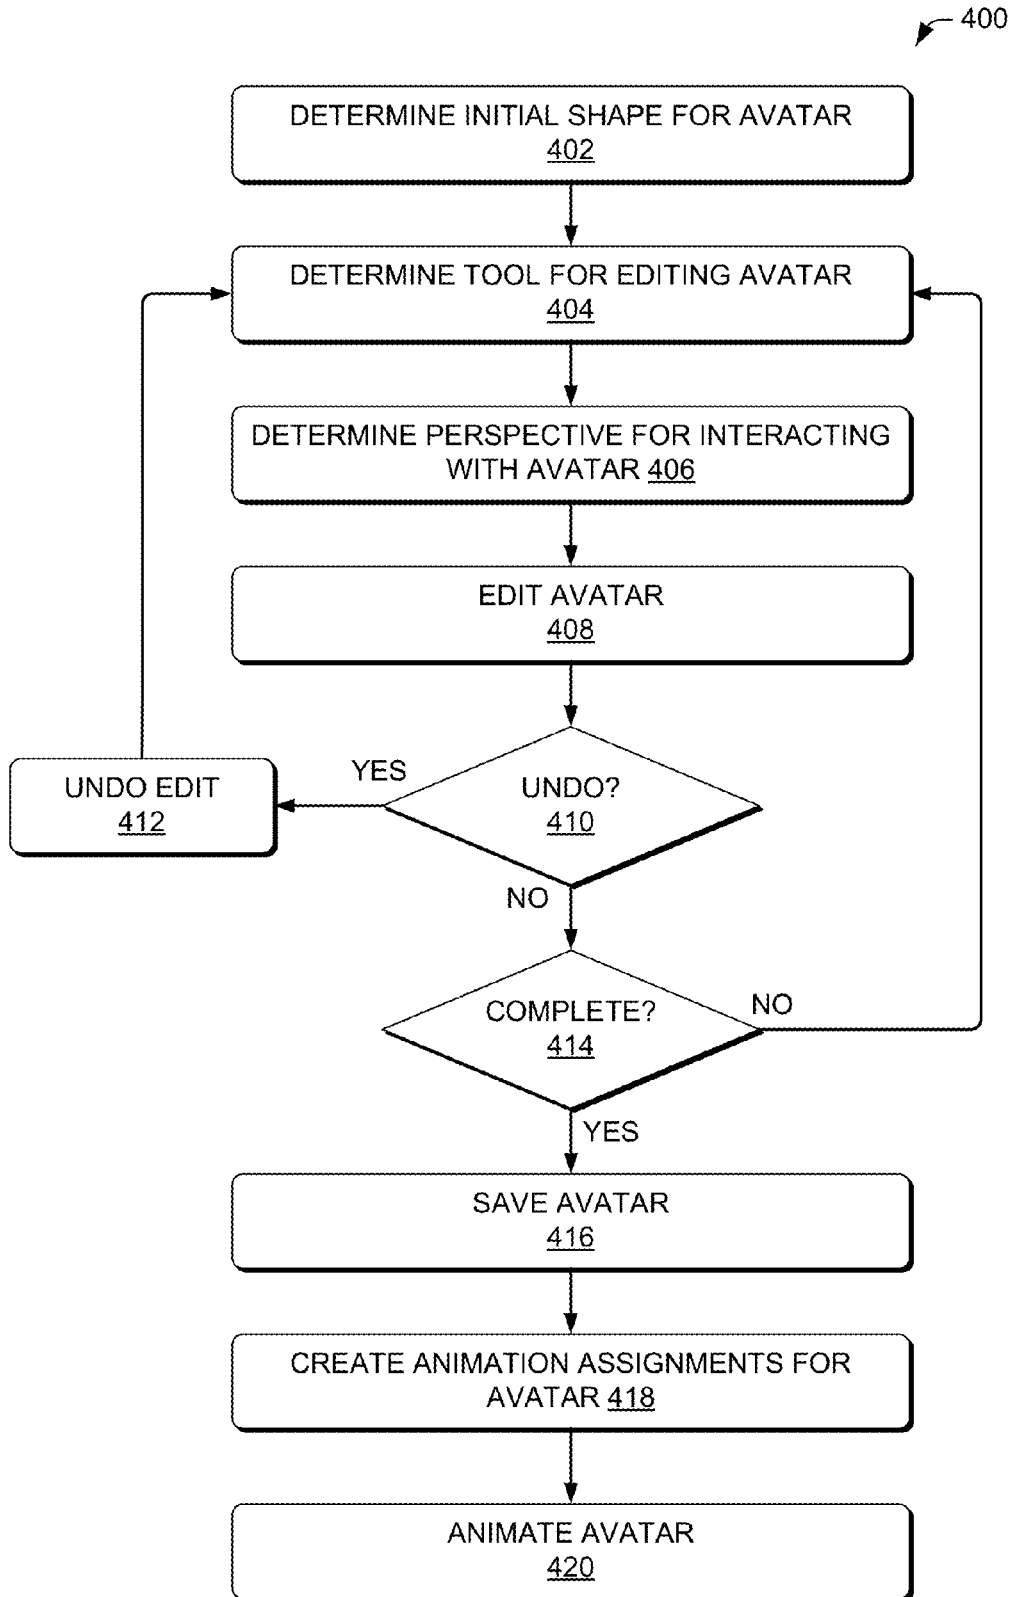 400
DETERMINE INITIAL SHAPE FOR AVATAR
402
DETERMINE TOOL FOR EDITING AVATAR
404
DETERMINE PERSPECTIVE FOR INTERACTING
WITH AVATAR 406
EDIT AVATAR
408
YES
UNDO?
410
UNDO EDIT
412
NO
COMPLETE?
414
NO
YES
SAVE AVATAR
416
CREATE ANIMATION ASSIGNMENTS FOR
AVATAR 418
ANIMATE AVATAR
420